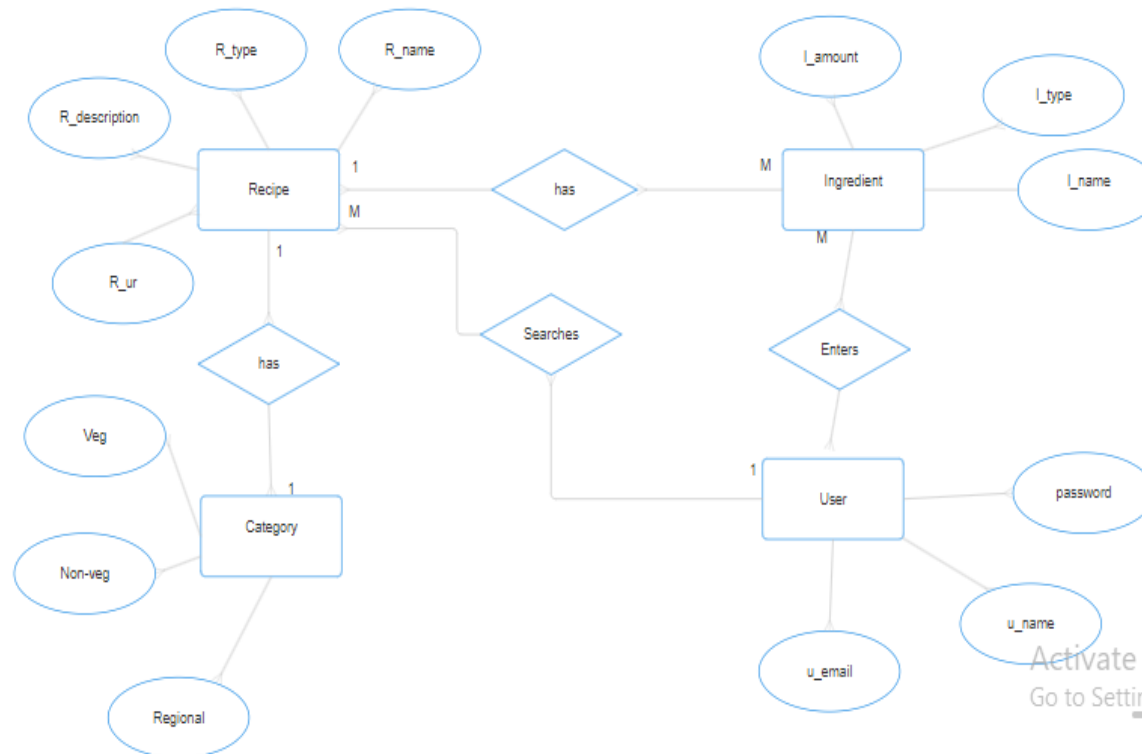 R_type
R_name
I_amount
I_type
R_description
1
M
Ingredient
Recipe
has
I_name
M
M
1
R_ur
Searches
Enters
has
Veg
1
1
User
password
Category
Non-veg
u_name
Activate
Go to Settin
u_email
Regional